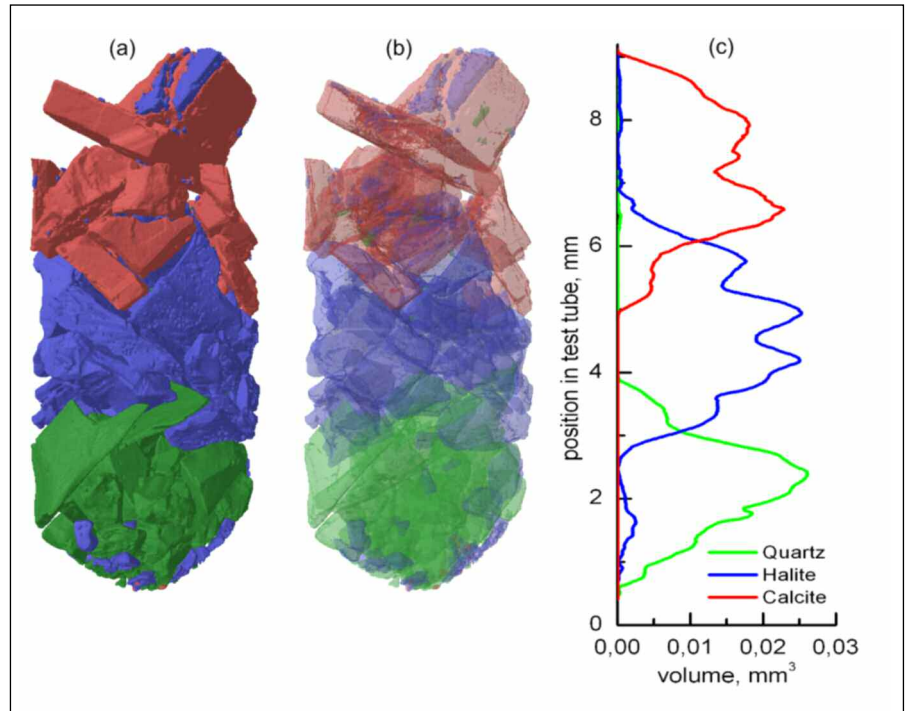 (a)
(b)
(c)
position in test tube, mm
8
6
4
2
0
Quartz
Halite
Calcite
0,00 0,01 0,02 0,03
volume, mm³